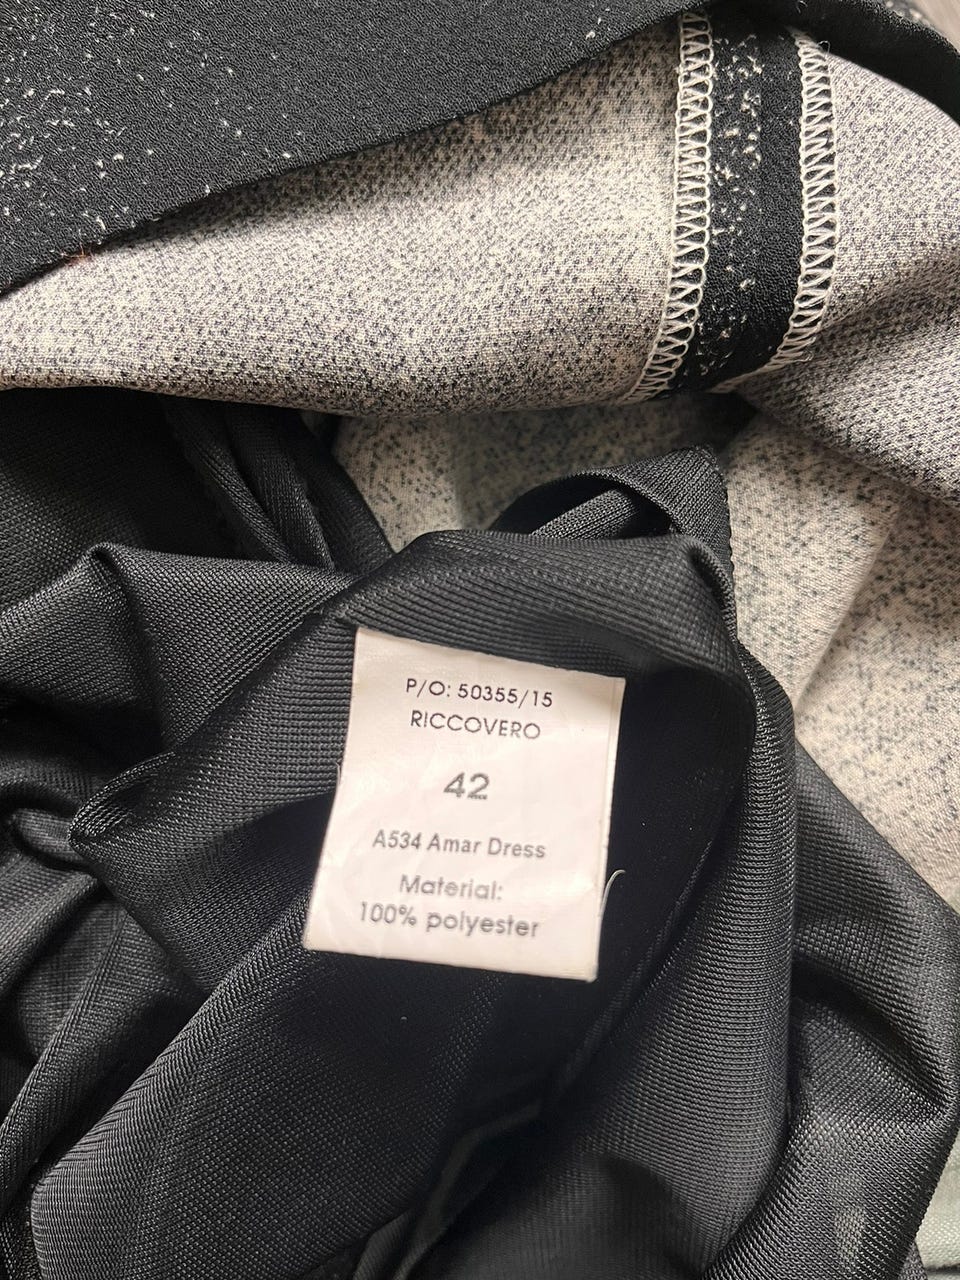 P/O: 50355/15
RICCOVERO
42
A534 Amar Dress
Material:
100% polyester